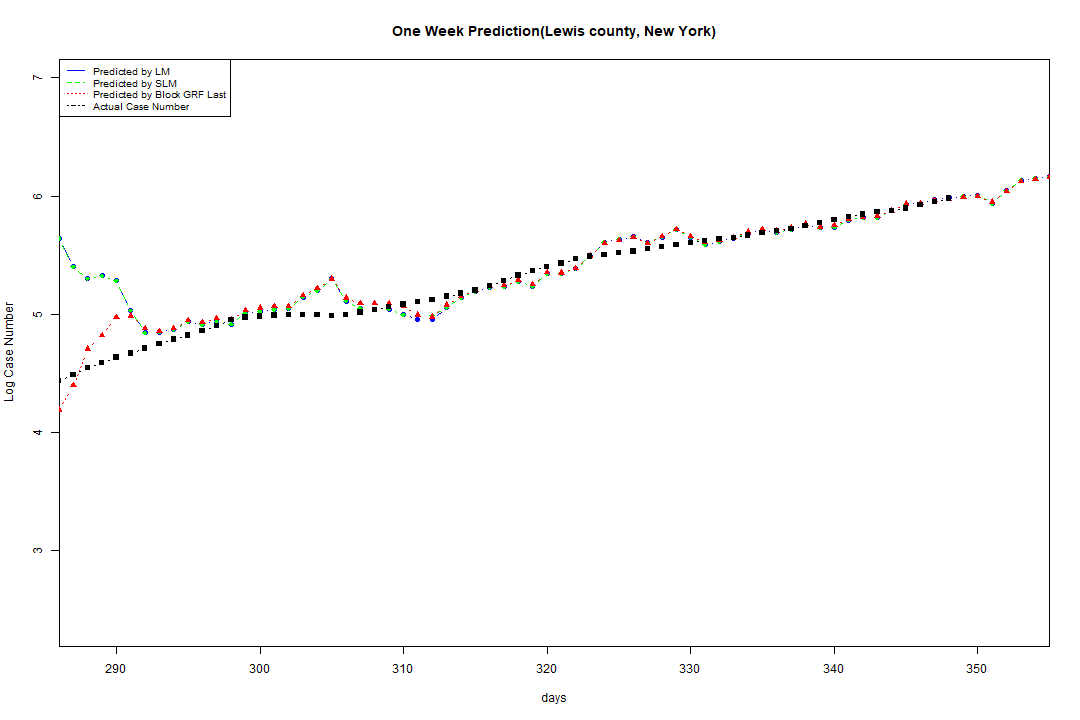 One Week Prediction(Lewis county, New York)
Predicted by LM
Predicted by SLM
Predicted by Block GRF Last
Actual Case Number
7
6
5
4
3
Log Case Number
290 300 310 320 330 340 350
days